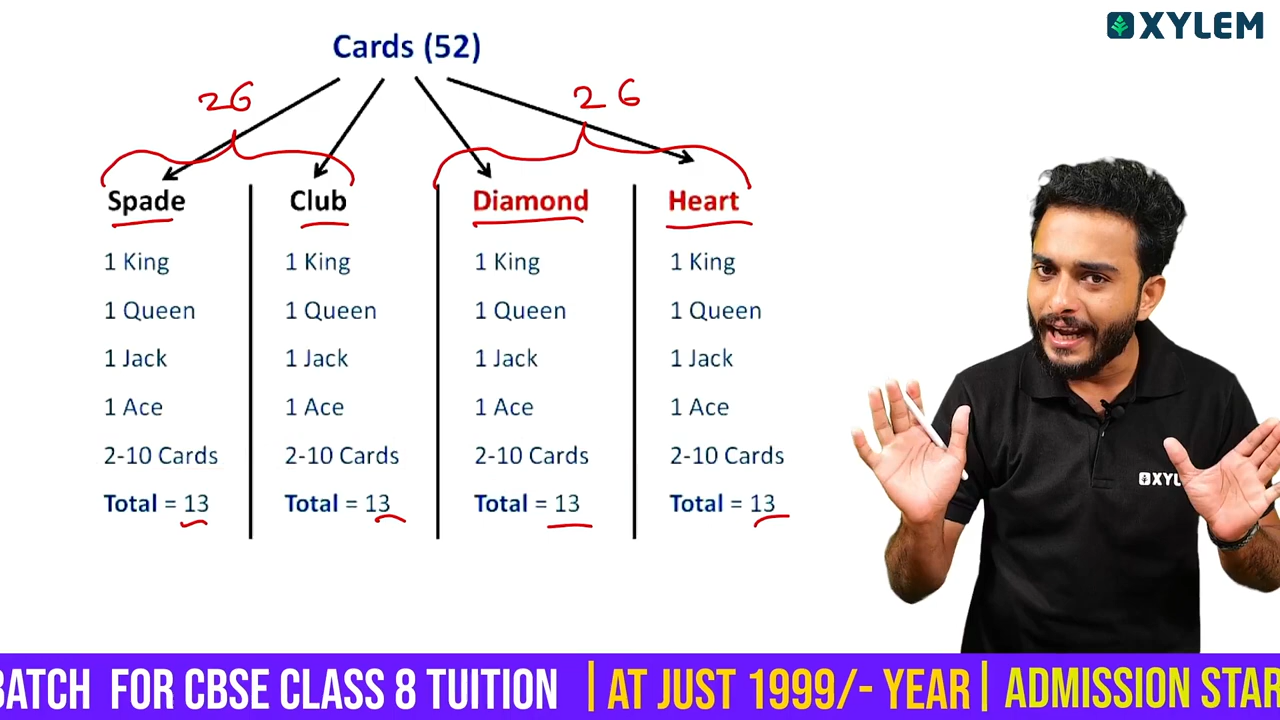 XYLEM
Cards (52)
26 26
Spade Club Diamond Heart
1 King 1 King 1 King 1 King
1 Queen 1 Queen 1 Queen 1 Queen
1 Jack 1 Jack 1 Jack 1 Jack
1 Ace 1 Ace 1 Ace 1 Ace
2-10 Cards 2-10 Cards 2-10 Cards 2-10 Cards
Total = 13 Total = 13 Total = 13 Total = 13
XYL
BATCH FOR CBSE CLASS 8 TUITION | AT JUST 1999/- YEAR | ADMISSION STAR